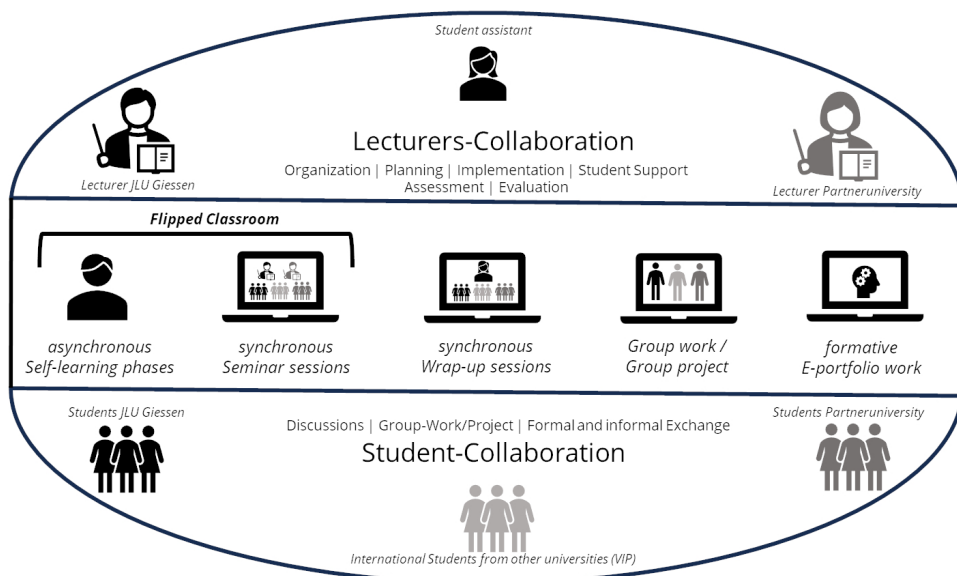 Student assistant
Lecturers-Collaboration
Organization | Planning | Implementation | Student Support
Assessment | Evaluation
Lecturer JLU Giessen
Lecturer Partneruniversity
Flipped Classroom
asynchronous
Self-learning phases
synchronous
Seminar sessions
synchronous
Wrap-up sessions
Group work /
Group project
formative
E-portfolio work
Students JLU Giessen
Students Partneruniversity
Discussions | Group-Work/Project | Formal and informal Exchange
Student-Collaboration
International Students from other universities (VIP)